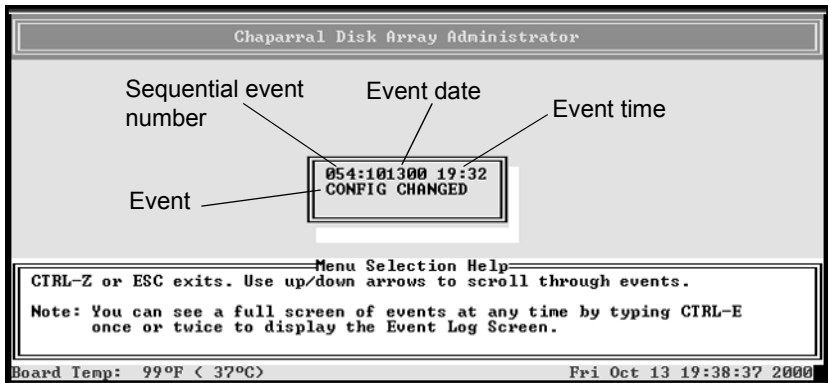 Chaparral Disk Array Administrator
Sequential event number
Event date
Event time
054:101300 19:32
CONFIG CHANGED
Event
Menu Selection Help
CTRL-Z or ESC exits. Use up/down arrows to scroll through events.
Note: You can see a full screen of events at any time by typing CTRL-E
once or twice to display the Event Log Screen.
Board Temp: 99ºF ( 37ºC)
Fri Oct 13 19:38:37 2000